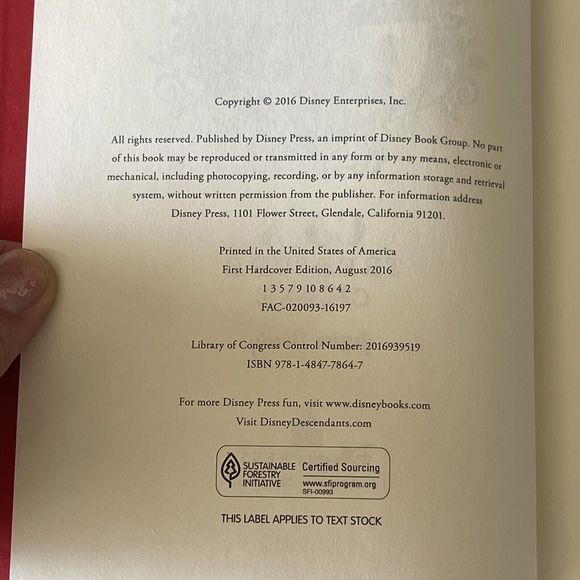 Copyright © 2016 Disney Enterprises, Inc.
All rights reserved. Published by Disney Press, an imprint of Disney Book Group. No part
of this book may be reproduced or transmitted in any form or by any means, electronic or
mechanical, including photocopying, recording, or by any information storage and retrieval
system, without written permission from the publisher. For information address
Disney Press, 1101 Flower Street, Glendale, California 91201.
Printed in the United States of America
First Hardcover Edition, August 2016
1 3 5 7 9 10 8 6 4 2
FAC-020093-16197
Library of Congress Control Number: 2016939519
ISBN 978-1-4847-7864-7
For more Disney Press fun, visit www.disneybooks.com
Visit DisneyDescendants.com
SUSTAINABLE
FORESTRY
INITIATIVE
Certified Sourcing
www.sfiprogram.org
SFI-00993
THIS LABEL APPLIES TO TEXT STOCK